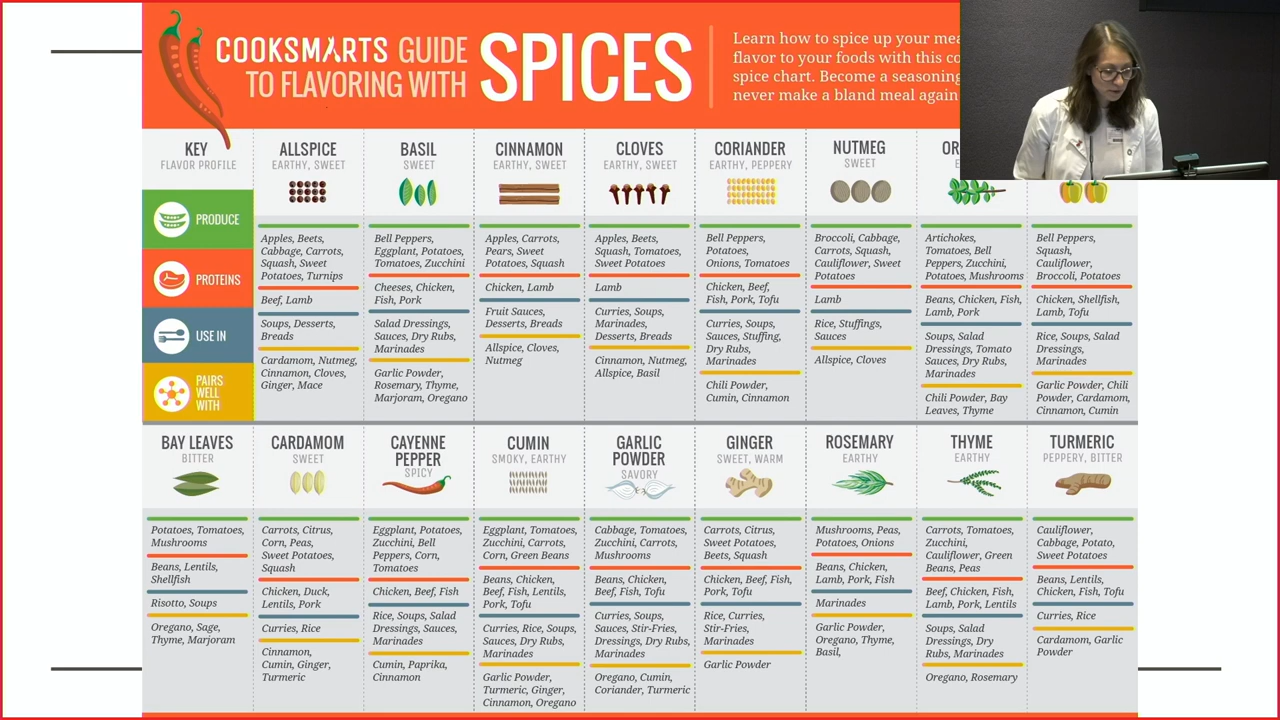 COOKSMARTS GUIDE
TO FLAVORING WITH
SPICES
Learn how to spice up your
flavor to your foods with this
spice chart. Become a seasoning
never make a bland meal again
KEY
FLAVOR PROFILE
PRODUCE
PROTEINS
USE IN
PAIRS
WELL
WITH
ALLSPICE
EARTHY, SWEET
Apples, Beets,
Cabbage, Carrots,
Squash, Sweet
Potatoes, Turnips
Beef, Lamb
Soups, Desserts,
Breads
Cardamom, Nutmeg,
Cinnamon, Cloves,
Ginger, Mace
BASIL
SWEET
Bell Peppers,
Eggplant, Potatoes,
Tomatoes, Zucchini
Cheeses, Chicken,
Fish, Pork
Salad Dressings,
Sauces, Dry Rubs,
Marinades
Garlic Powder,
Rosemary, Thyme,
Marjoram, Oregano
CINNAMON
EARTHY, SWEET
Apples, Carrots,
Pears, Sweet
Potatoes, Squash
Chicken, Lamb
Fruit Sauces,
Desserts, Breads
Allspice, Cloves,
Nutmeg
CLOVES
EARTHY, SWEET
Apples, Beets,
Squash, Tomatoes,
Sweet Potatoes
Lamb
Curries, Soups,
Marinades,
Desserts, Breads
Cinnamon, Nutmeg,
Allspice, Basil
CORIANDER
EARTHY, PEPPERY
Bell Peppers,
Potatoes,
Onions, Tomatoes
Chicken, Beef,
Fish, Pork, Tofu
Curries, Soups,
Sauces, Stuffing,
Dry Rubs,
Marinades
Chili Powder,
Cumin, Cinnamon
NUTMEG
SWEET
Broccoli, Cabbage,
Carrots, Squash,
Cauliflower, Sweet
Potatoes
Lamb
Rice, Stuffings,
Sauces
Allspice, Cloves
Artichokes,
Tomatoes, Bell
Peppers, Zucchini,
Potatoes, Mushrooms
Beans, Chicken, Fish,
Lamb, Pork
Soups, Salad
Dressings, Tomato
Sauces, Dry Rubs,
Marinades
Chili Powder, Bay
Leaves, Thyme
Bell Peppers,
Squash,
Cauliflower,
Broccoli, Potatoes
Chicken, Shellfish,
Lamb, Tofu
Rice, Soups, Salad
Dressings,
Marinades
Garlic Powder, Chili
Powder, Cardamom,
Cinnamon, Cumin
BAY LEAVES
BITTER
Potatoes, Tomatoes,
Mushrooms
Beans, Lentils,
Shellfish
Risotto, Soups
Oregano, Sage,
Thyme, Marjoram
CARDAMOM
SWEET
Carrots, Citrus,
Corn, Peas,
Sweet Potatoes,
Squash
Chicken, Duck,
Lentils, Pork
Curries, Rice
Cinnamon,
Cumin, Ginger,
Turmeric
CAYENNE
PEPPER
SPICY
Eggplant, Potatoes,
Zucchini, Bell
Peppers, Corn,
Tomatoes
Chicken, Beef, Fish
Rice, Soups, Salad
Dressings, Sauces,
Marinades
Cumin, Paprika,
Cinnamon
CUMIN
SMOKY, EARTHY
Eggplant, Tomatoes,
Zucchini, Carrots,
Corn, Green Beans
Beans, Chicken,
Beef, Fish, Lentils,
Pork, Tofu
Curries, Rice, Soups,
Sauces, Dry Rubs,
Marinades
Garlic Powder,
Turmeric, Ginger,
Cinnamon, Oregano
GARLIC
POWDER
SAVORY
Cabbage, Tomatoes,
Zucchini, Carrots,
Mushrooms
Beans, Chicken,
Beef, Fish, Tofu
Curries, Soups,
Sauces, Stir-Fries,
Dressings, Dry Rubs,
Marinades
Oregano, Cumin,
Coriander, Turmeric
GINGER
SWEET, WARM
Carrots, Citrus,
Sweet Potatoes,
Beets, Squash
Chicken, Beef, Fish,
Pork, Tofu
Rice, Curries,
Stir-Fries,
Marinades
Garlic Powder
ROSEMARY
EARTHY
Mushrooms, Peas,
Potatoes, Onions
Beans, Chicken,
Lamb, Pork, Fish
Marinades
Garlic Powder,
Oregano, Thyme,
Basil,
THYME
EARTHY
Carrots, Tomatoes,
Zucchini,
Cauliflower, Green
Beans, Peas
Beef, Chicken, Fish,
Lamb, Pork, Lentils
Soups, Salad
Dressings, Dry
Rubs, Marinades
Oregano, Rosemary
TURMERIC
PEPPERY, BITTER
Cauliflower,
Cabbage, Potato,
Sweet Potatoes
Beans, Lentils,
Chicken, Fish, Tofu
Curries, Rice
Cardamom, Garlic
Powder